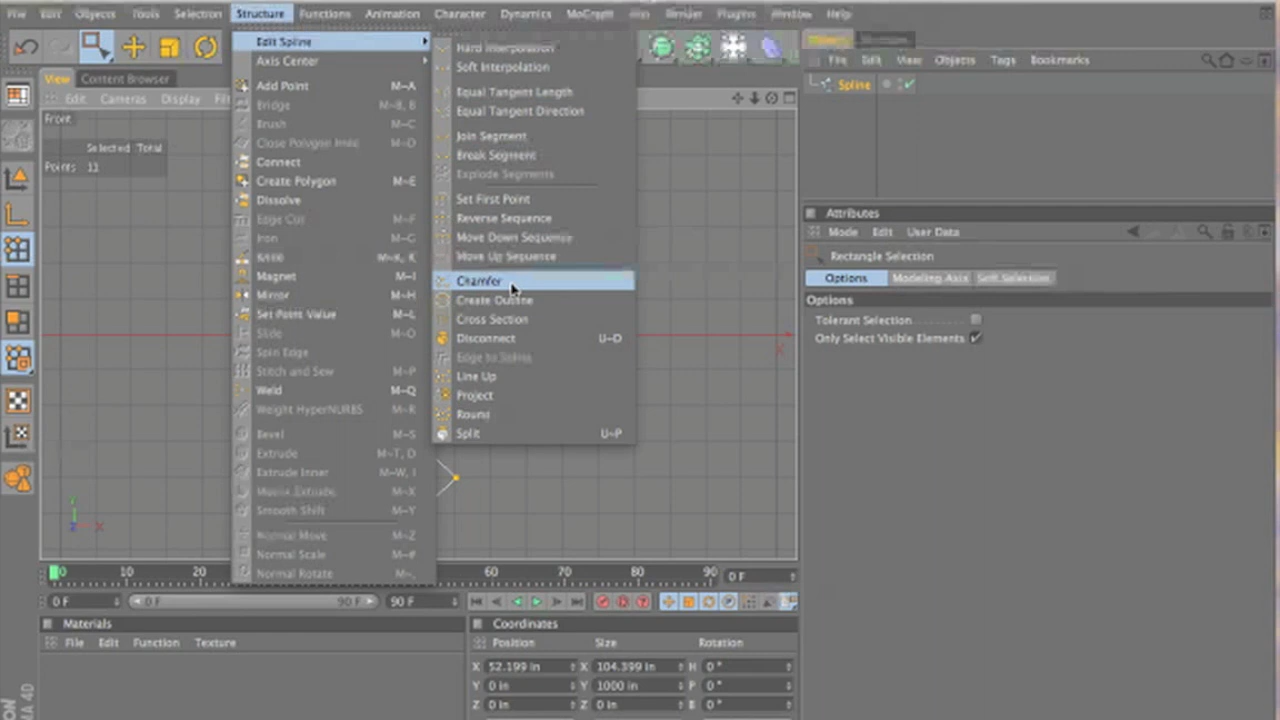 File Edit Objects Tools Selection Structure Functions Animation Character Dynamics MoGraph Render Plugins Window Help
View Content Browser
Edit Cameras Display
Front
Selected Total
Points 11
Edit Spline
Axis Center
Add Point M~A
Bridge M~B, B
Brush M~C
Close Polygon Hole M~D
Connect
Create Polygon M~E
Dissolve
Edge Cut M~F
Iron M~G
Knife M~K, K
Magnet M~I
Mirror M~H
Set Point Value M~L
Slide M~O
Spin Edge
Stitch and Sew M~P
Weld M~Q
Weight HyperNURBS M~R
Bevel M~S
Extrude M~T, D
Extrude Inner M~W, I
Matrix Extrude M~X
Smooth Shift M~Y
Normal Move M~Z
Normal Scale M~#
Normal Rotate M~,
Hard Interpolation
Soft Interpolation
Equal Tangent Length
Equal Tangent Direction
Join Segment
Break Segment
Explode Segments
Set First Point
Reverse Sequence
Move Down Sequence
Move Up Sequence
Chamfer
Create Outline
Cross Section
Disconnect U~D
Edge to Spline
Line Up
Project
Round
Split U~P
X
Y
Z X
File Edit View Objects Tags Bookmarks
Spline
Attributes
Mode Edit User Data
Rectangle Selection
Options Modeling Axis Soft Selection
Options
Tolerant Selection
Only Select Visible Elements
0 10 20 60 70 80 90 0 F
0 F 0 F 90 F 90 F
Materials
File Edit Function Texture
Coordinates
Position Size Rotation
X 52.199 in X 104.399 in H 0 °
Y 0 in Y 1000 in P 0 °
Z 0 in Z 0 in B 0 °
MA 4D